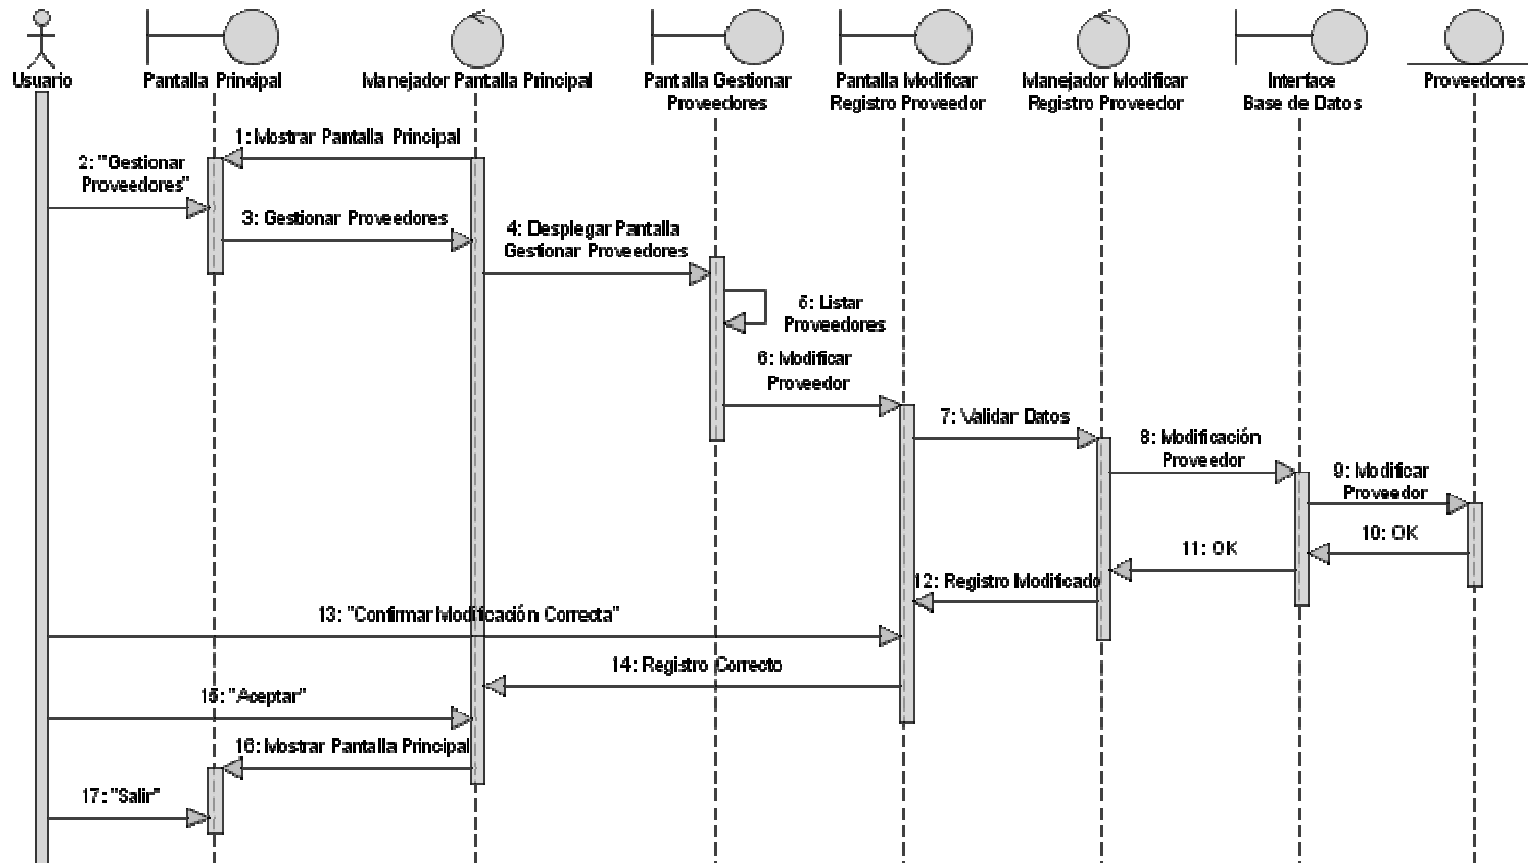 Usuario
Pantalla Principal
Manejador Pantalla Principal
Pantalla Gestionar
Proveedores
Pantalla Modificar
Registro Proveedor
Manejador Modificar
Registro Proveedor
Interface
Base de Datos
Proveedores
1: Mostrar Pantalla Principal
2: "Gestionar
Proveedores"
3: Gestionar Proveedores
4: Desplegar Pantalla
Gestionar Proveedores
5: Listar
Proveedores
6: Modificar
Proveedor
7: Validar Datos
8: Modificación
Proveedor
9: Modificar
Proveedor
10: OK
11: OK
12: Registro Modificado
13: "Confirmar Modificación Correcta"
14: Registro Correcto
15: "Aceptar"
16: Mostrar Pantalla Principal
17: "Salir"